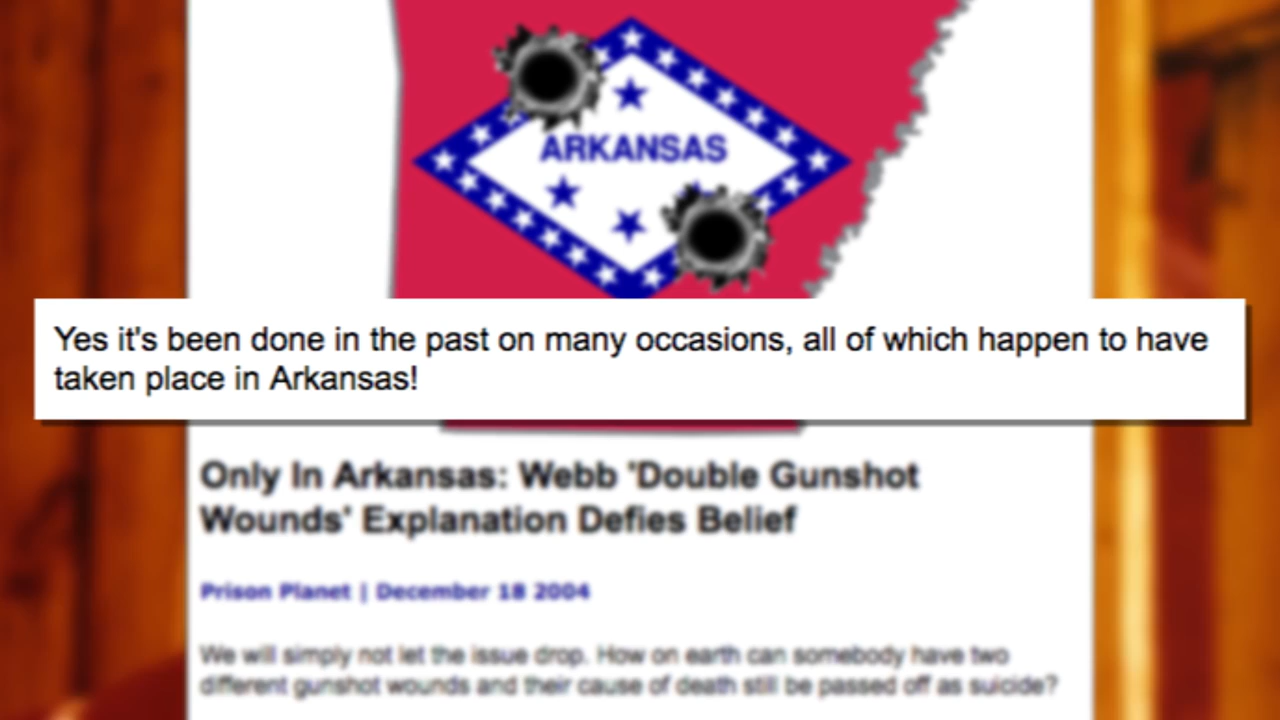 ARKANSAS
Yes it's been done in the past on many occasions, all of which happen to have
taken place in Arkansas!
Only In Arkansas: Webb 'Double Gunshot
Wounds' Explanation Defies Belief
Prison Planet | December 18 2004
We will simply not let the issue drop. How on earth can somebody have two
different gunshot wounds and their cause of death still be passed off as suicide?